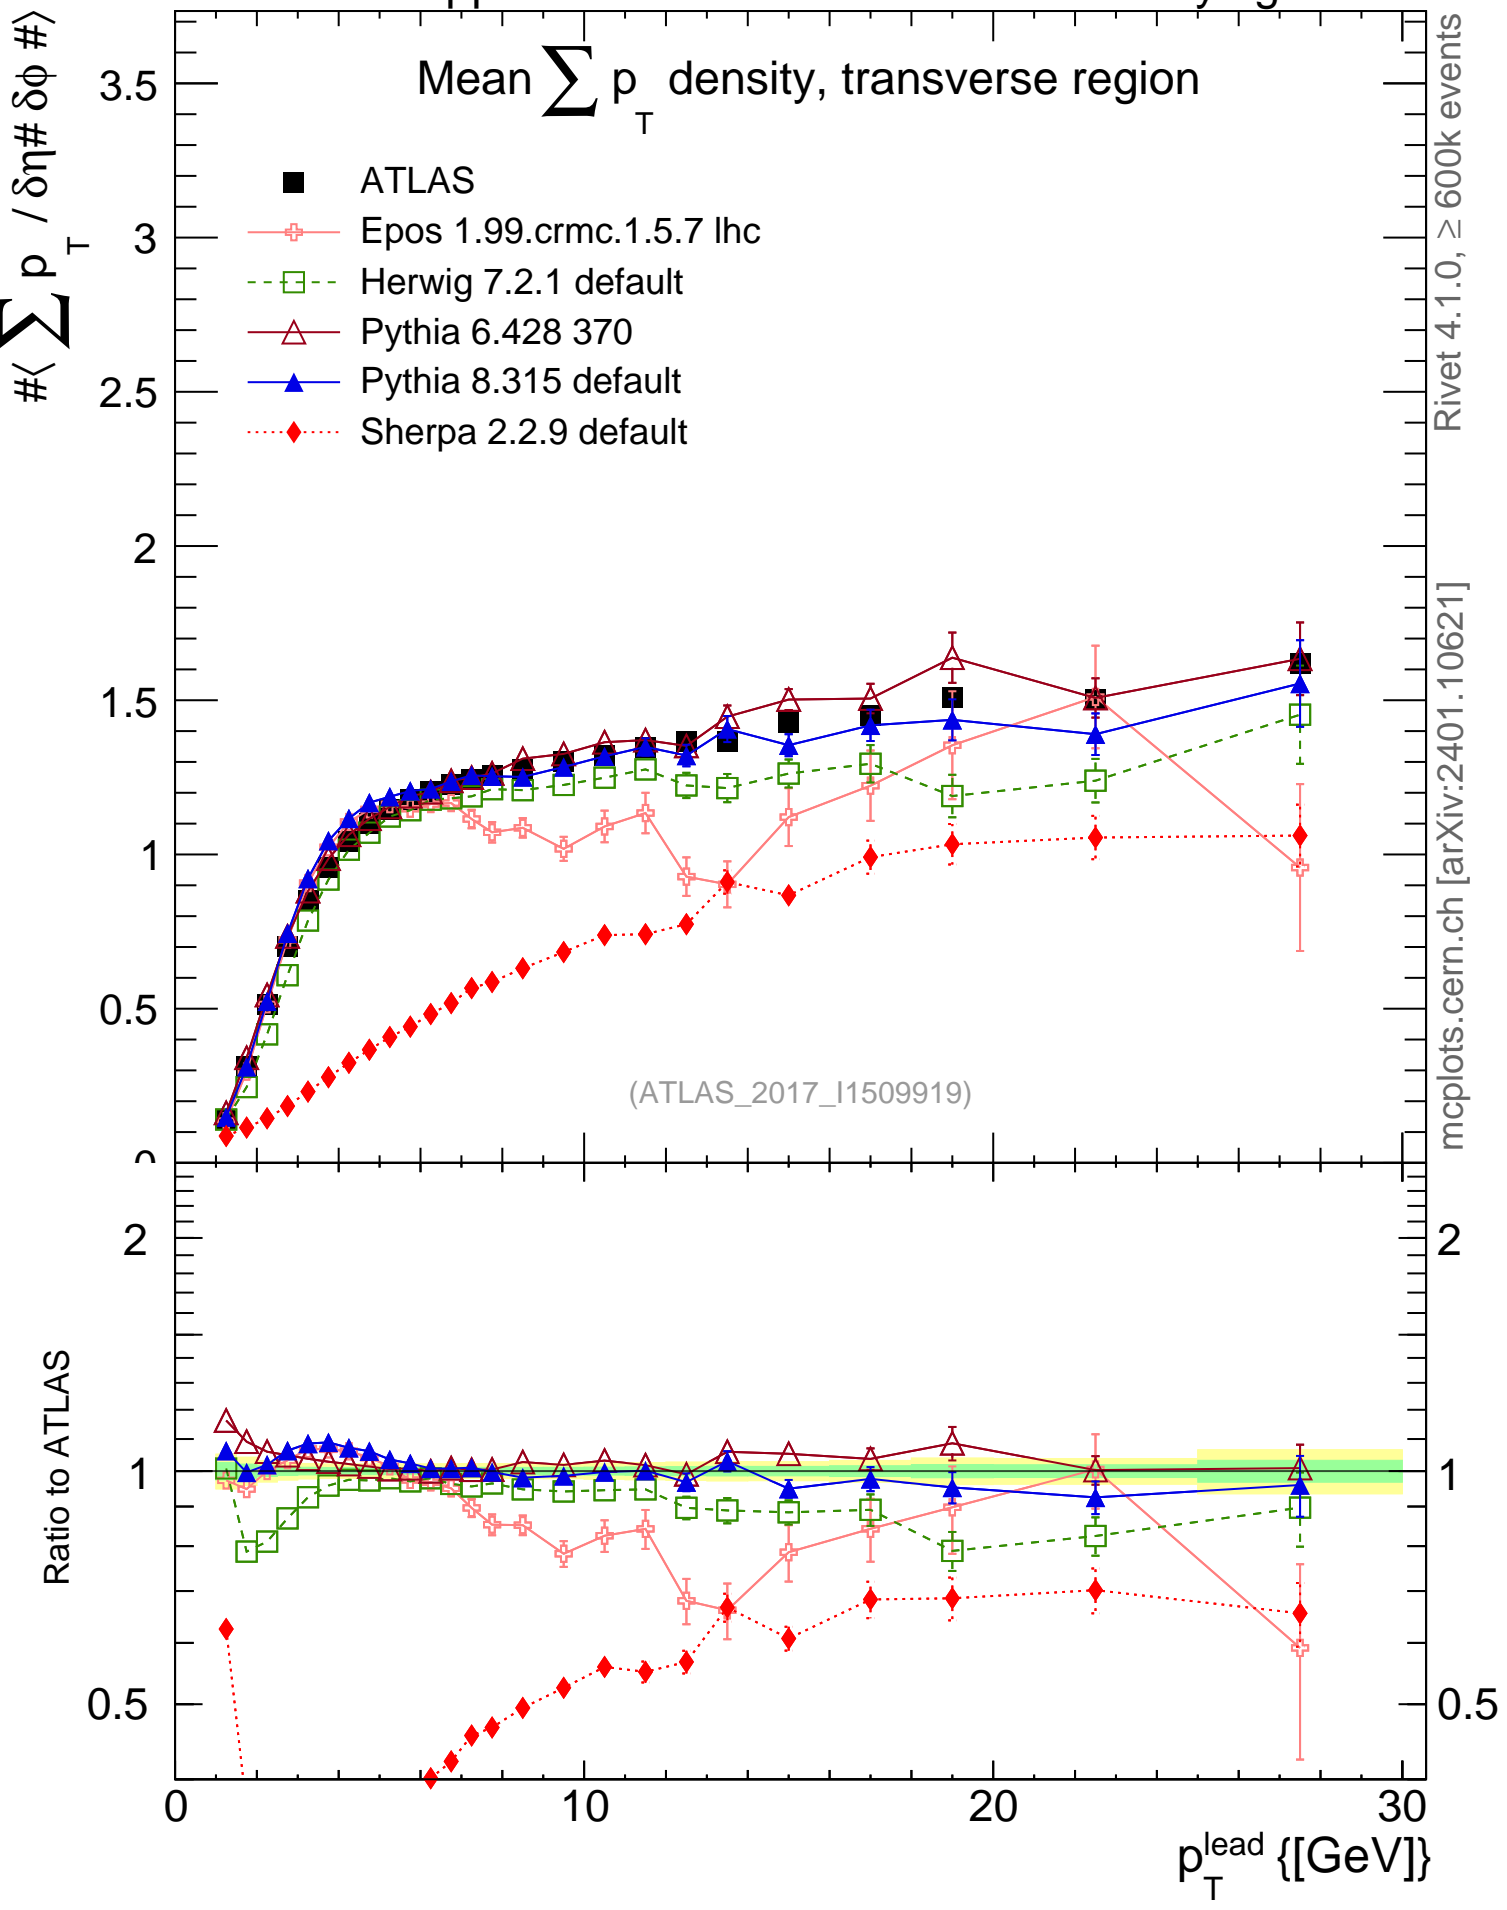 Mean ∑ p_T density, transverse region
#⟨ ∑ p_T / δη# δϕ #⟩
ATLAS
Epos 1.99.crmc.1.5.7 lhc
Herwig 7.2.1 default
Pythia 6.428 370
Pythia 8.315 default
Sherpa 2.2.9 default
3.5
3
2.5
2
1.5
1
0.5
0
(ATLAS_2017_I1509919)
Rivet 4.1.0, ≥ 600k events
mcplots.cern.ch [arXiv:2401.10621]
Ratio to ATLAS
2
1
0.5
2
1
0.5
0 10 20 30
p_T^lead {[GeV]}